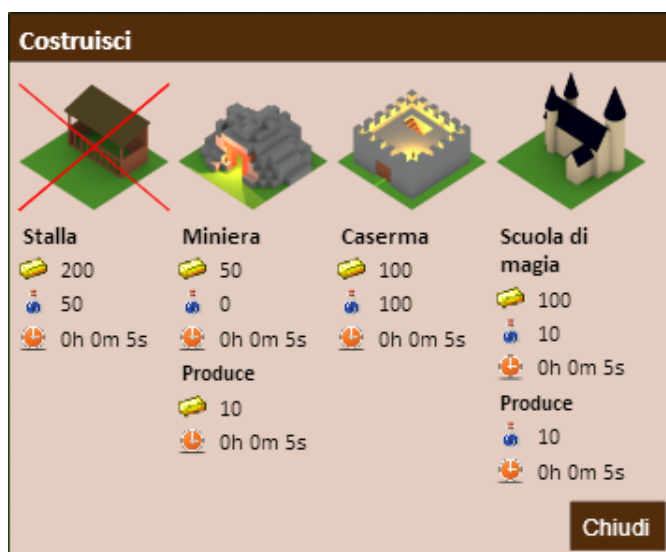 Costruisci
Stalla
200
50
0h 0m 5s
Miniera
50
0
0h 0m 5s
Produce
10
0h 0m 5s
Caserma
100
100
0h 0m 5s
Scuola di
magia
100
10
0h 0m 5s
Produce
10
0h 0m 5s
Chiudi